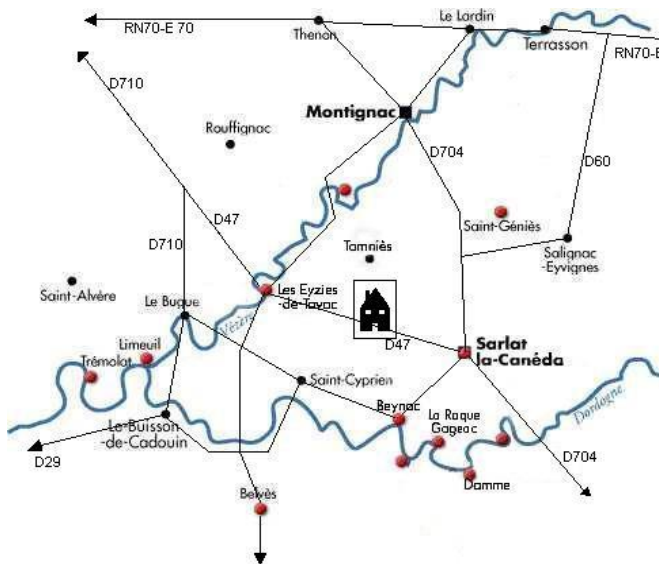 Le Lardin
RN70-E 70
Thenon
Terrasson
RN70-E
D710
Montignac
Rouffignac
D704
D60
D47
Saint-Géniès
D710
Tamniès
Salignac
-Eyvignes
Saint-Alvère
Les Eyzies
-de-Tayac
Le Bugue
Vézère
Limeuil
D47
Sarlat
la-Canéda
Trémolat
Saint-Cyprien
Beynac
La Roque
Gageac
Dordogne
Le-Buisson
-de-Cadouin
D29
D704
Domme
Belvès